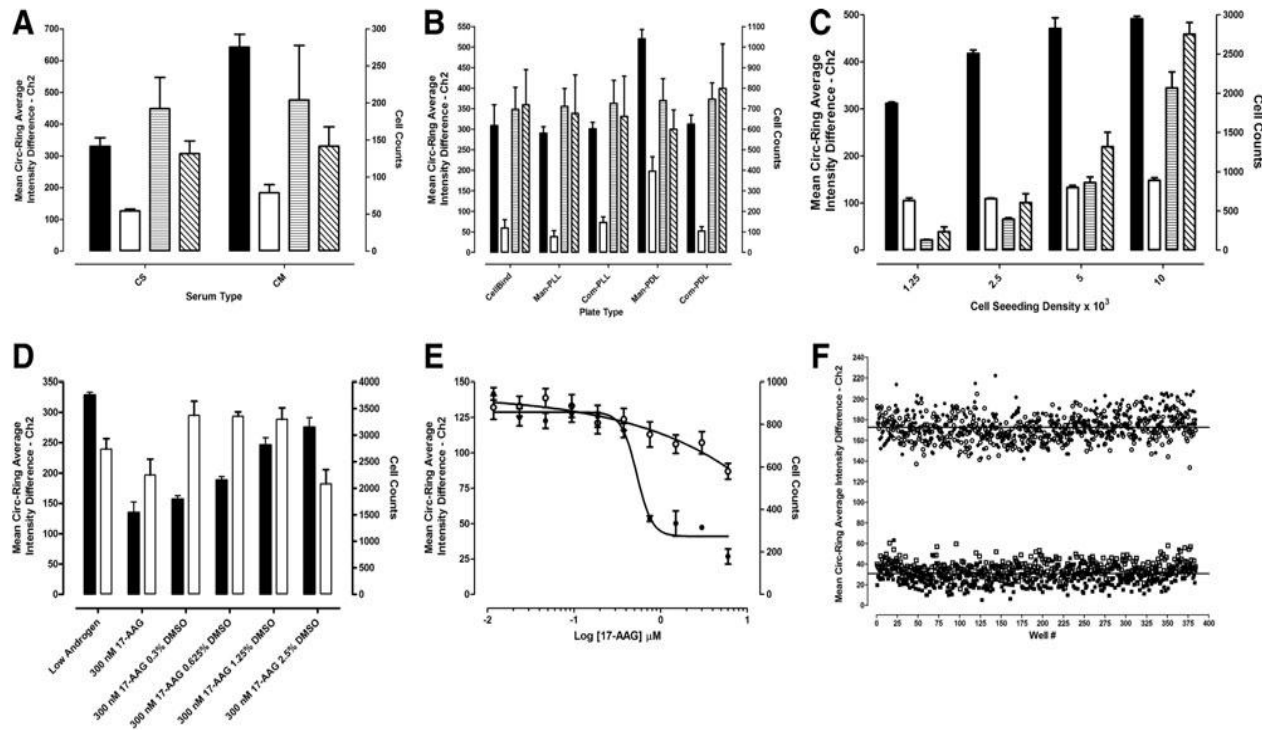 A
Mean Circ-Ring Average
Intensity Difference - Ch2
700
600
500
400
300
200
100
0
300
250
200
150
100
50
0
Cell Counts
CS
CM
Serum Type
B
Mean Circ-Ring Average
Intensity Difference - Ch2
550
500
450
400
350
300
250
200
150
100
50
0
1100
1000
900
800
700
600
500
400
300
200
100
0
Cell Counts
CellBind
Man-PLL
Com-PLL
Man-PDL
Com-PDL
Plate Type
C
Mean Circ-Ring Average
Intensity Difference - Ch2
500
400
300
200
100
0
3000
2500
2000
1500
1000
500
0
Cell Counts
1.25
2.5
5
10
Cell Seeeding Density x 10³
D
Mean Circ-Ring Average
Intensity Difference - Ch2
350
300
250
200
150
100
50
0
4000
3500
3000
2500
2000
1500
1000
500
0
Cell Counts
Low Androgen
300 nM 17-AAG
300 nM 17-AAG 0.3% DMSO
300 nM 17-AAG 0.625% DMSO
300 nM 17-AAG 1.25% DMSO
300 nM 17-AAG 2.5% DMSO
E
Mean Circ-Ring Average
Intensity Difference - Ch2
150
125
100
75
50
25
0
1000
800
600
400
200
0
Cell Counts
-2
-1
0
1
Log [17-AAG] µM
F
Mean Circ-Ring Average Intensity Difference - Ch2
240
220
200
180
160
140
120
100
80
60
40
20
0
0 25 50 75 100 125 150 175 200 225 250 275 300 325 350 375 400
Well #